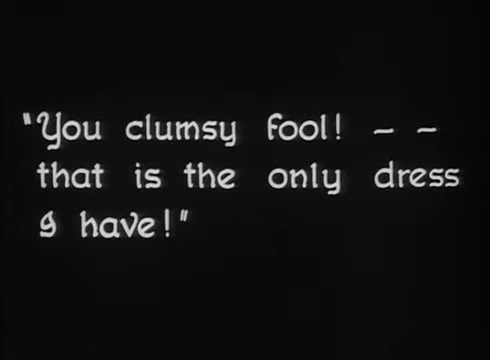 "You clumsy fool! – –
that is the only dress
I have!"